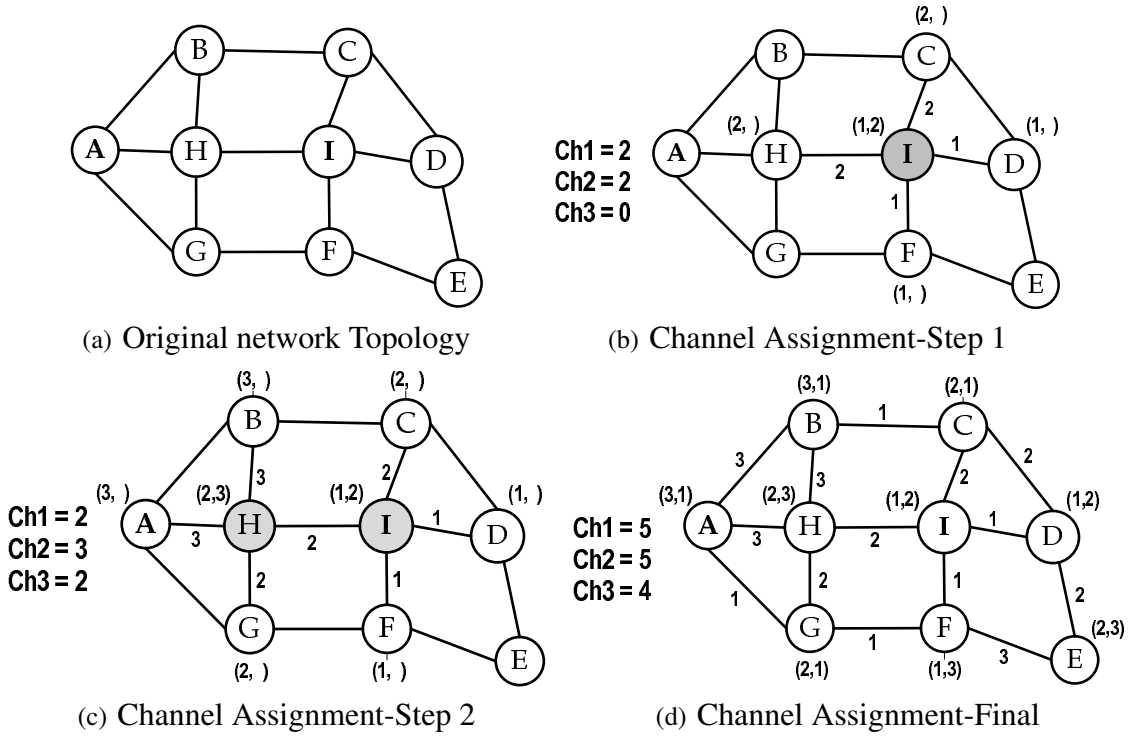 B C
A H I D
G F
E
(a) Original network Topology
(2, )
B C
2
(2, ) (1,2) 1 (1, )
Ch1 = 2
Ch2 = 2
Ch3 = 0
A H I D
2
1
G F
E
(1, )
(b) Channel Assignment-Step 1
(3, ) (2, )
B C
3 2
(3, ) (2,3) (1,2) (1, )
Ch1 = 2
Ch2 = 3
Ch3 = 2
A H I 1 D
3 2
2 1
G F
E
(2, ) (1, )
(c) Channel Assignment-Step 2
(3,1) (2,1)
B 1 C
3 3 2 2
(3,1) (2,3) (1,2) (1,2)
Ch1 = 5
Ch2 = 5
Ch3 = 4
A H I 1 D
3 2
1 2 1 2
G F (2,3)
1 3 E
(2,1) (1,3)
(d) Channel Assignment-Final